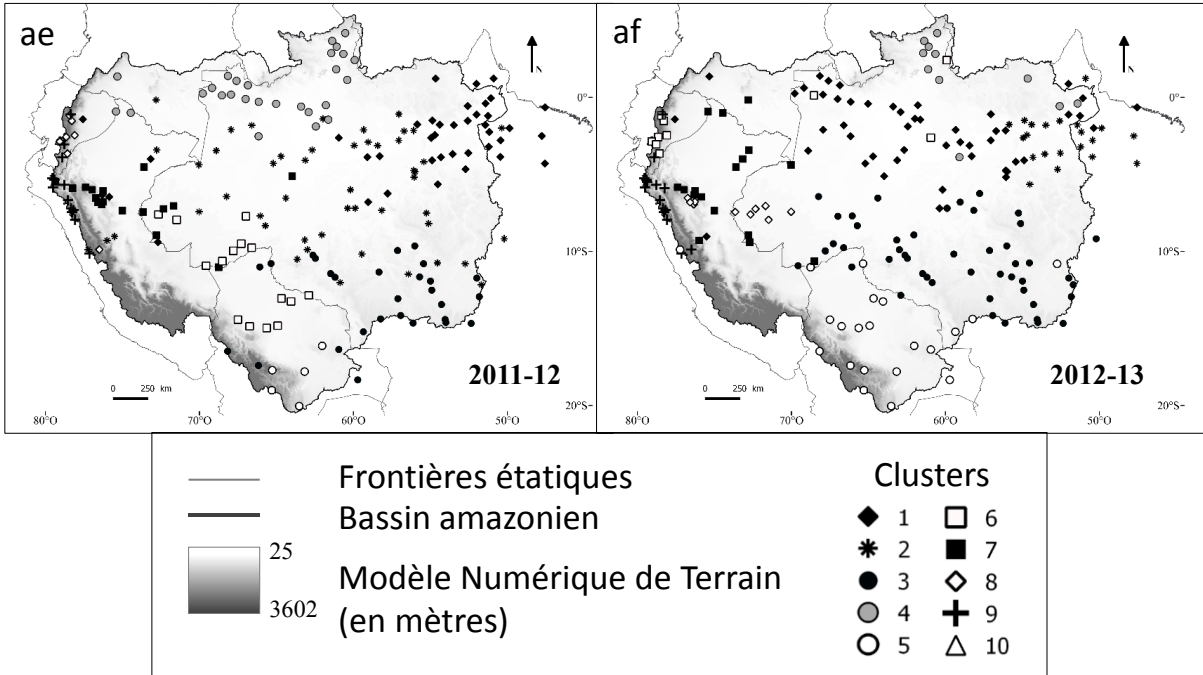 ae
af
N
N
0°
0°
10°S
10°S
2011-12
2012-13
0 250 km
0 250 km
20°S
20°S
80°O 70°O 60°O 50°O
80°O 70°O 60°O 50°O
Frontières étatiques
Bassin amazonien
25
3602
Modèle Numérique de Terrain
(en mètres)
Clusters
1 6
2 7
3 8
4 9
5 10